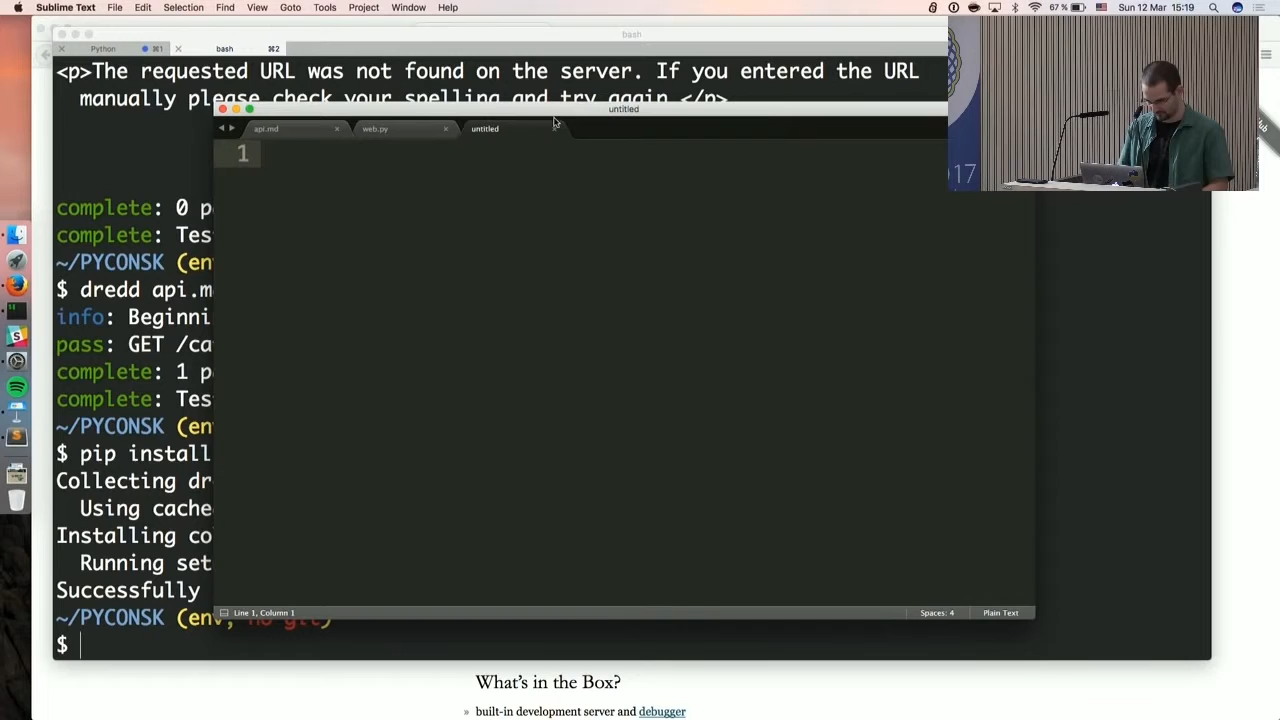 Sublime Text File Edit Selection Find View Goto Tools Project Window Help 67 % Sun 12 Mar 15:19
bash
Python ⌘1 bash ⌘2
<p>The requested URL was not found on the server. If you entered the URL
manually please check your spelling and try again.</p>
untitled
api.md web.py untitled
1
17
complete: 0 p
complete: Tes
~/PYCONSK (en
$ dredd api.m
info: Beginni
pass: GET /ca
complete: 1 p
complete: Tes
~/PYCONSK (en
$ pip install
Collecting dr
Using cache
Installing co
Running set
Successfully
Line 1, Column 1 Spaces: 4 Plain Text
~/PYCONSK (env, no git)
$
What's in the Box?
» built-in development server and debugger